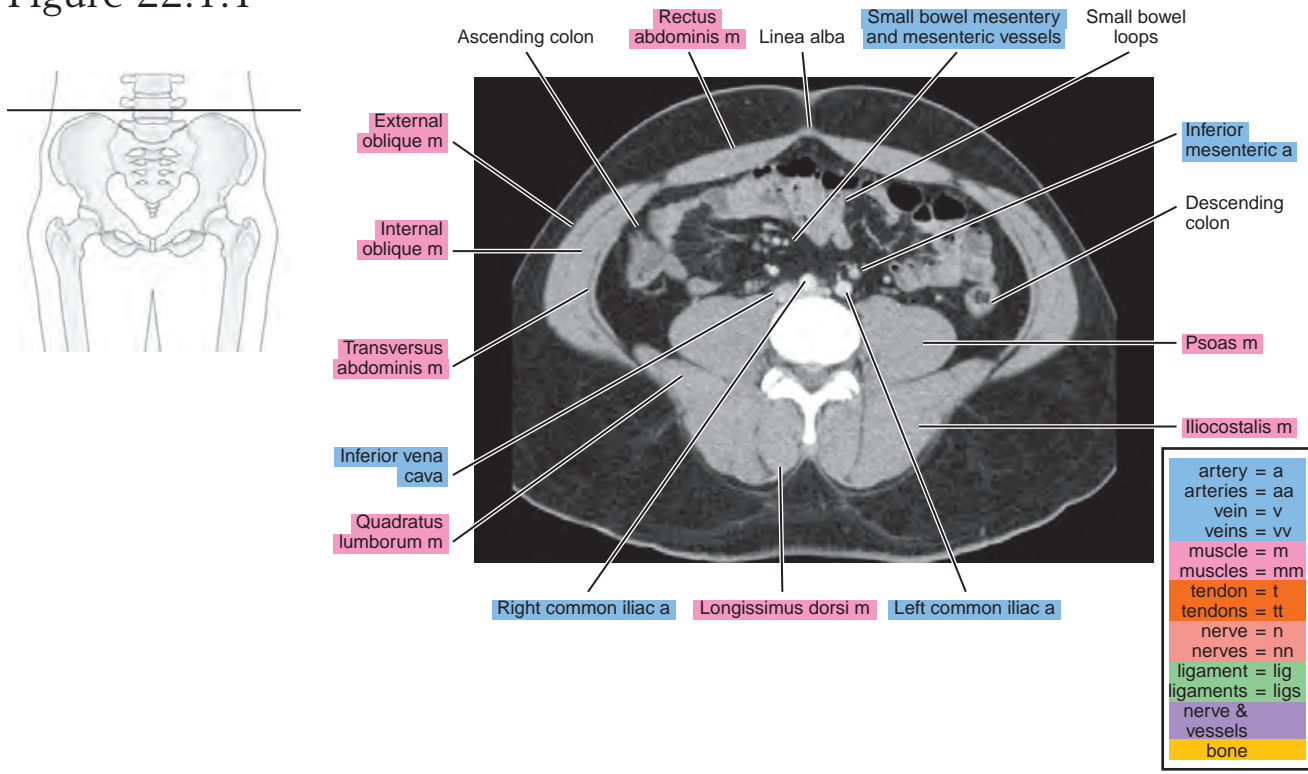 Figure 22.1.1
Ascending colon
Rectus
abdominis m
Linea alba
Small bowel mesentery
and mesenteric vessels
Small bowel
loops
External
oblique m
Internal
oblique m
Transversus
abdominis m
Inferior vena
cava
Quadratus
lumborum m
Inferior
mesenteric a
Descending
colon
Psoas m
Iliocostalis m
Right common iliac a
Longissimus dorsi m
Left common iliac a
artery = a
arteries = aa
vein = v
veins = vv
muscle = m
muscles = mm
tendon = t
tendons = tt
nerve = n
nerves = nn
ligament = lig
ligaments = ligs
nerve &
vessels
bone